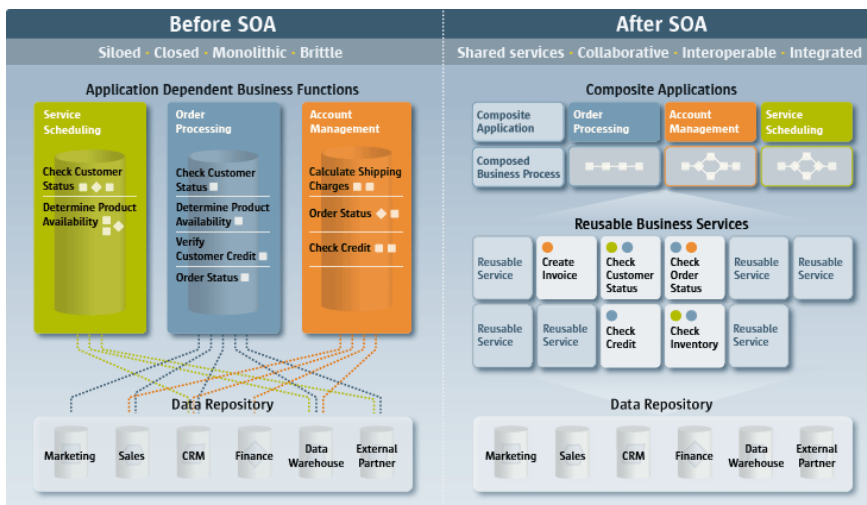 Before SOA
Siloed · Closed · Monolithic · Brittle
Application Dependent Business Functions
Service
Scheduling
Check Customer
Status
Determine Product
Availability
Order
Processing
Check Customer
Status
Determine Product
Availability
Verify
Customer Credit
Order Status
Account
Management
Calculate Shipping
Charges
Order Status
Check Credit
Data Repository
Marketing
Sales
CRM
Finance
Data
Warehouse
External
Partner
After SOA
Shared services · Collaborative · Interoperable · Integrated
Composite Applications
Composite
Application
Order
Processing
Account
Management
Service
Scheduling
Composed
Business Process
Reusable Business Services
Reusable
Service
Create
Invoice
Check
Customer
Status
Check
Order
Status
Reusable
Service
Reusable
Service
Reusable
Service
Reusable
Service
Check
Credit
Check
Inventory
Reusable
Service
Data Repository
Marketing
Sales
CRM
Finance
Data
Warehouse
External
Partner